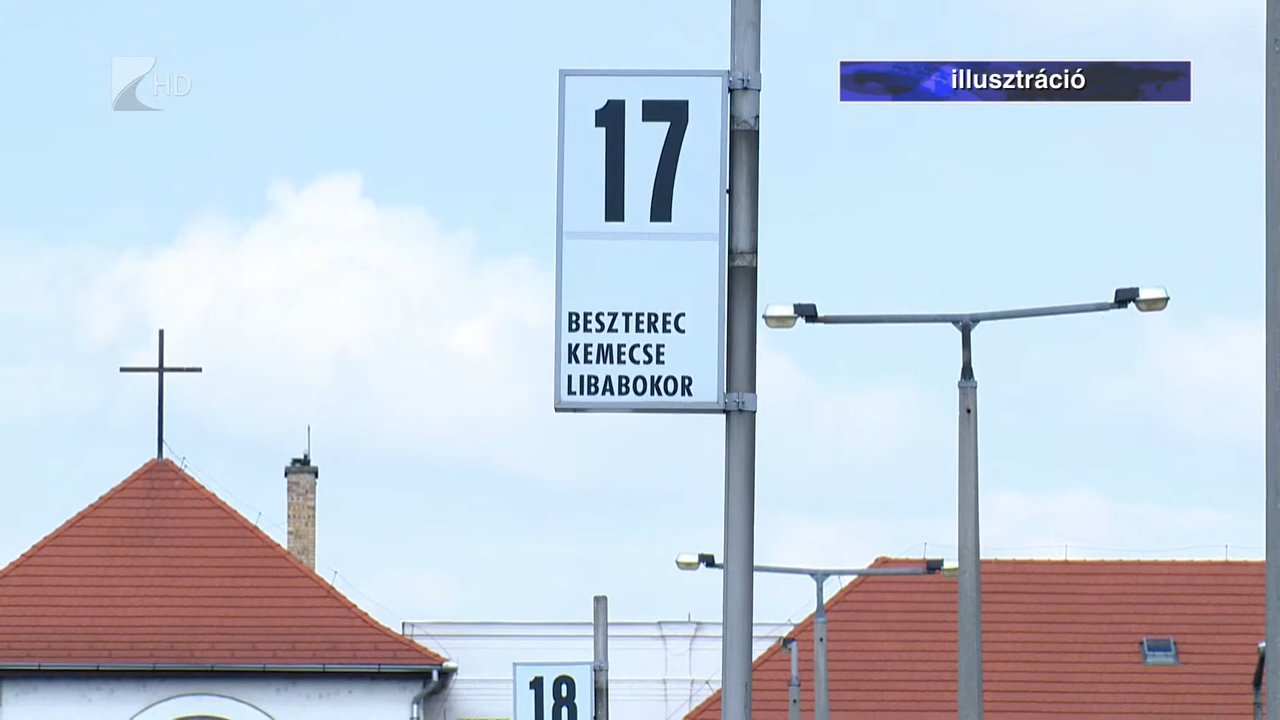 HD
illusztráció
17
BESZTEREC
KEMECSE
LIBABOKOR
18